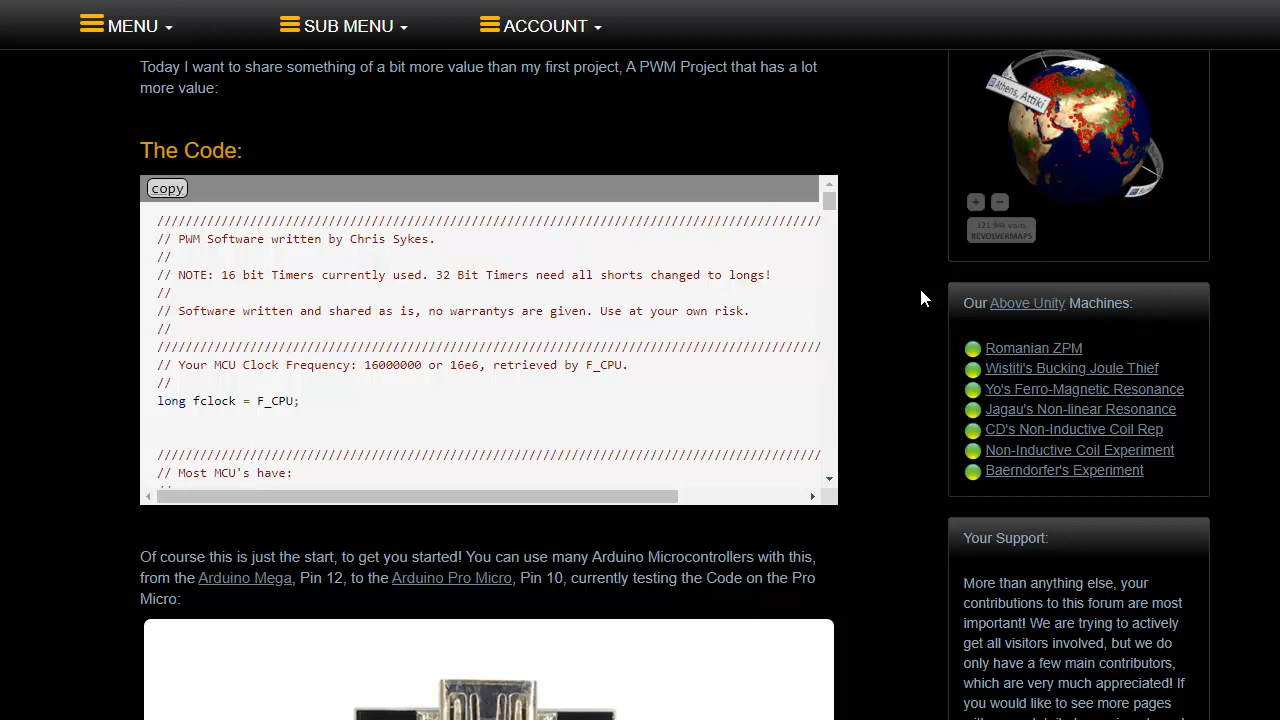 MENU
SUB MENU
ACCOUNT
Today I want to share something of a bit more value than my first project, A PWM Project that has a lot
more value:
Athens, Attiki
The Code:
copy
////////////////////////////////////////////////////////////////////////////////////////////////
// PWM Software written by Chris Sykes.
//
// NOTE: 16 bit Timers currently used. 32 Bit Timers need all shorts changed to longs!
//
// Software written and shared as is, no warrantys are given. Use at your own risk.
//
////////////////////////////////////////////////////////////////////////////////////////////////
// Your MCU Clock Frequency: 16000000 or 16e6, retrieved by F_CPU.
//
long fclock = F_CPU;
////////////////////////////////////////////////////////////////////////////////////////////////
// Most MCU's have:
Of course this is just the start, to get you started! You can use many Arduino Microcontrollers with this,
from the Arduino Mega, Pin 12, to the Arduino Pro Micro, Pin 10, currently testing the Code on the Pro
Micro:
+ −
REVOLVERMAPS
Our Above Unity Machines:
Romanian ZPM
Wistiti's Bucking Joule Thief
Yo's Ferro-Magnetic Resonance
Jagau's Non-linear Resonance
CD's Non-Inductive Coil Rep
Non-Inductive Coil Experiment
Baerndorfer's Experiment
Your Support:
More than anything else, your
contributions to this forum are most
important! We are trying to actively
get all visitors involved, but we do
only have a few main contributors,
which are very much appreciated! If
you would like to see more pages